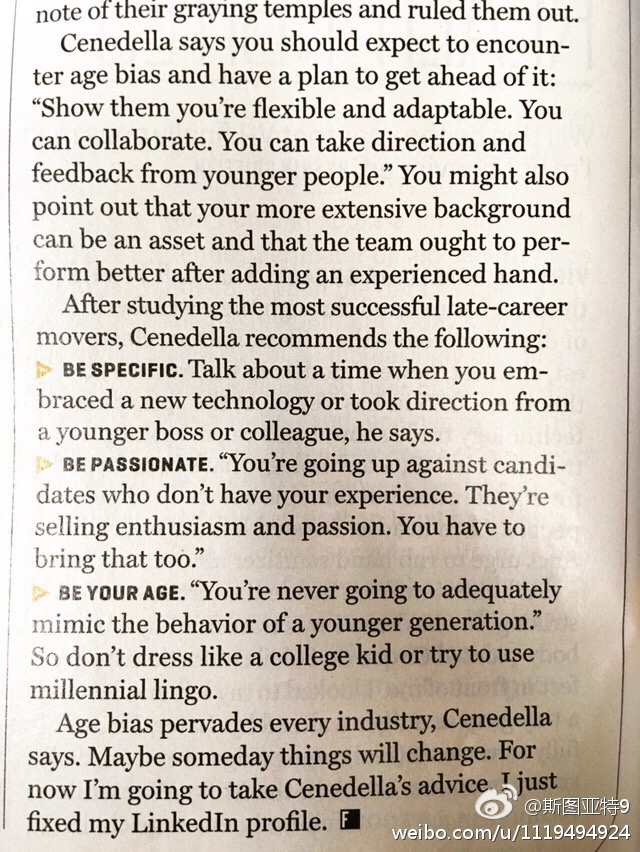 note of their graying temples and ruled them out.
Cenedella says you should expect to encoun-
ter age bias and have a plan to get ahead of it:
“Show them you’re flexible and adaptable. You
can collaborate. You can take direction and
feedback from younger people.” You might also
point out that your more extensive background
can be an asset and that the team ought to per-
form better after adding an experienced hand.
After studying the most successful late-career
movers, Cenedella recommends the following:
BE SPECIFIC. Talk about a time when you em-
braced a new technology or took direction from
a younger boss or colleague, he says.
BE PASSIONATE. “You’re going up against candi-
dates who don’t have your experience. They’re
selling enthusiasm and passion. You have to
bring that too.”
BE YOUR AGE. “You’re never going to adequately
mimic the behavior of a younger generation.”
So don’t dress like a college kid or try to use
millennial lingo.
Age bias pervades every industry, Cenedella
says. Maybe someday things will change. For
now I’m going to take Cenedella’s advice. I just
fixed my LinkedIn profile. F
@斯图亚特9
weibo.com/u/1119494924